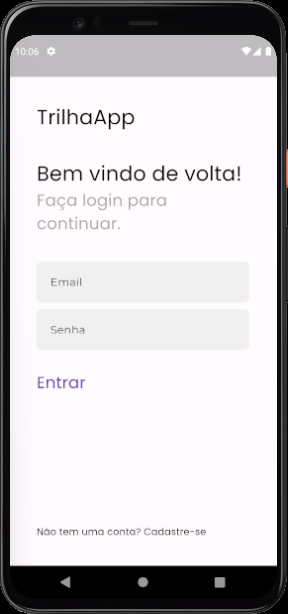 10:06
TrilhaApp
Bem vindo de volta!
Faça login para
continuar.
Email
Senha
Entrar
Não tem uma conta? Cadastre-se